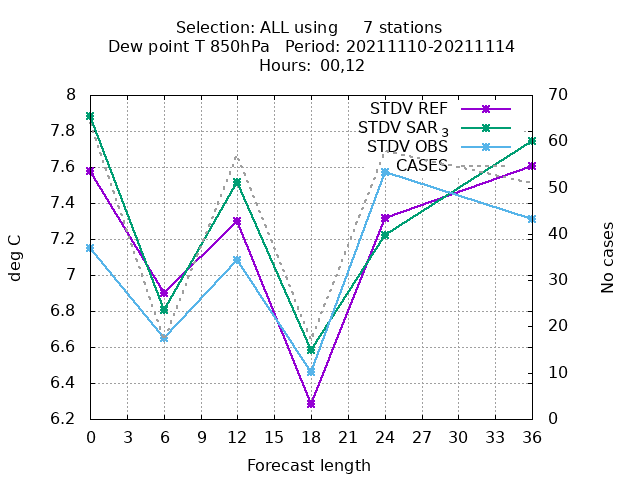 Selection: ALL using     7 stations
Dew point T 850hPa   Period: 20211110-20211114
Hours: 00,12
STDV REF
STDV SAR 3
STDV OBS
CASES
8
7.8
7.6
7.4
7.2
7
6.8
6.6
6.4
6.2
deg C
70
60
50
40
30
20
10
0
No cases
0 3 6 9 12 15 18 21 24 27 30 33 36
Forecast length